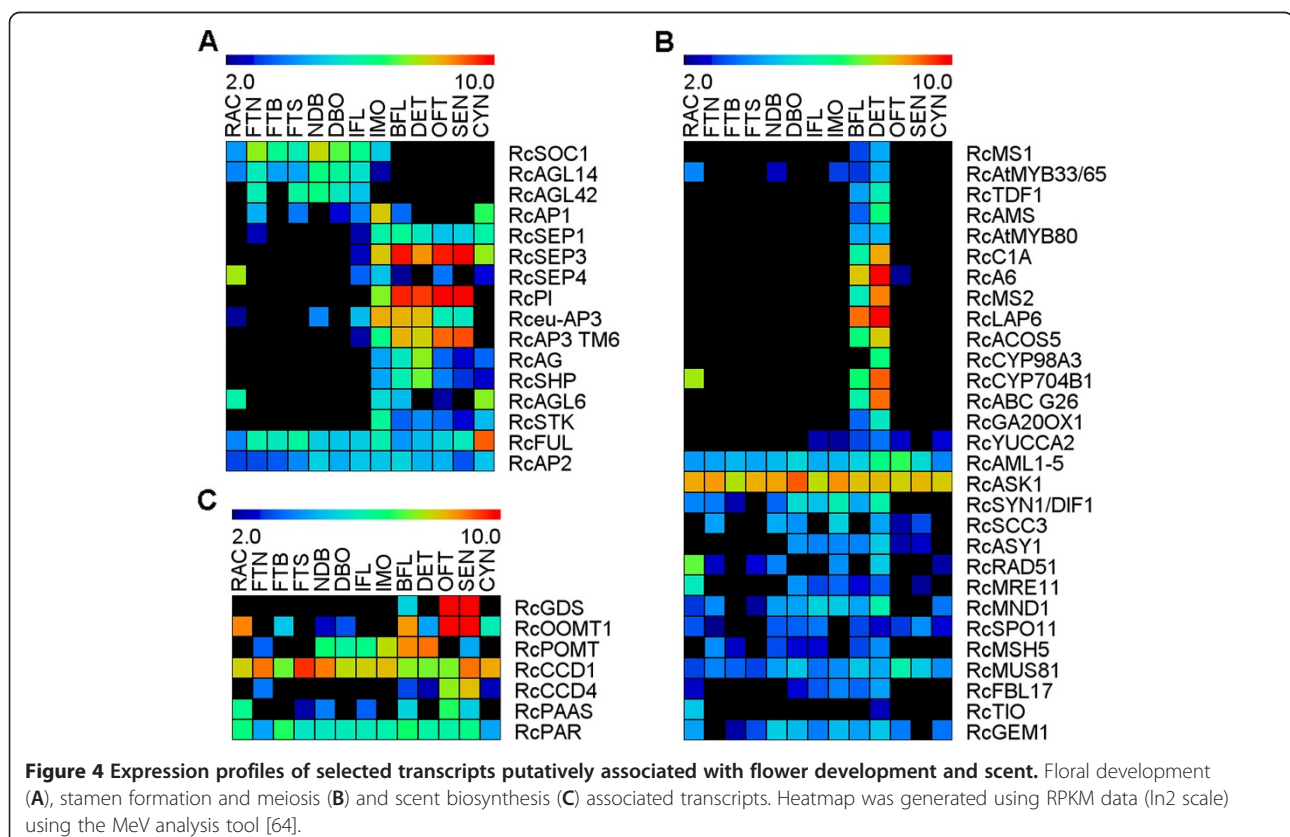 A
2.0 10.0
RAC FTN FTB FTS NDB DBO IFL IMO BFL DET OFT SEN CYN
RcSOC1
RcAGL14
RcAGL42
RcAP1
RcSEP1
RcSEP3
RcSEP4
RcPI
Rceu-AP3
RcAP3 TM6
RcAG
RcSHP
RcAGL6
RcSTK
RcFUL
RcAP2
C
2.0 10.0
RAC FTN FTB FTS NDB DBO IFL IMO BFL DET OFT SEN CYN
RcGDS
RcOOMT1
RcPOMT
RcCCD1
RcCCD4
RcPAAS
RcPAR
B
2.0 10.0
RAC FTN FTB FTS NDB DBO IFL IMO BFL DET OFT SEN CYN
RcMS1
RcAtMYB33/65
RcTDF1
RcAMS
RcAtMYB80
RcC1A
RcA6
RcMS2
RcLAP6
RcACOS5
RcCYP98A3
RcCYP704B1
RcABC G26
RcGA20OX1
RcYUCCA2
RcAML1-5
RcASK1
RcSYN1/DIF1
RcSCC3
RcASY1
RcRAD51
RcMRE11
RcMND1
RcSPO11
RcMSH5
RcMUS81
RcFBL17
RcTIO
RcGEM1
Figure 4 Expression profiles of selected transcripts putatively associated with flower development and scent. Floral development
(A), stamen formation and meiosis (B) and scent biosynthesis (C) associated transcripts. Heatmap was generated using RPKM data (ln2 scale)
using the MeV analysis tool [64].